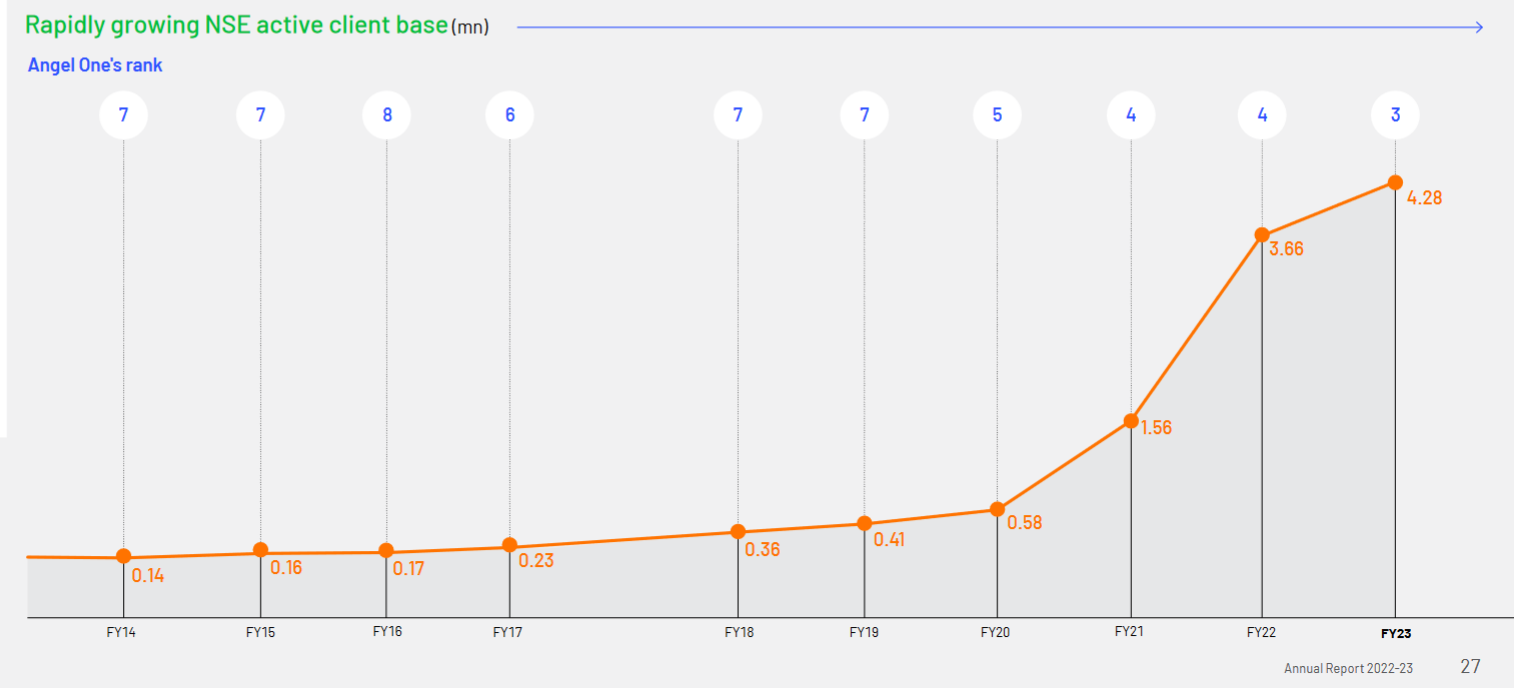 Rapidly growing NSE active client base (mn)
Angel One's rank
7 7 8 6 7 7 5 4 4 3
4.28
3.66
1.56
0.58
0.41
0.36
0.23
0.17
0.16
0.14
FY14 FY15 FY16 FY17 FY18 FY19 FY20 FY21 FY22 FY23
Annual Report 2022-23 27